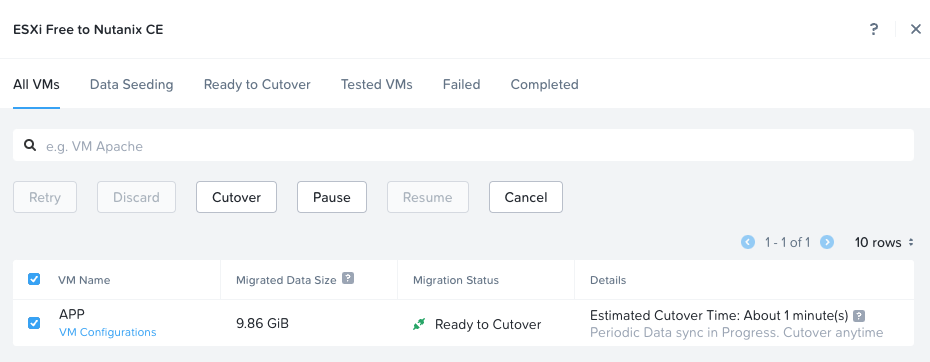 ESXi Free to Nutanix CE
?
All VMs Data Seeding Ready to Cutover Tested VMs Failed Completed
e.g. VM Apache
Retry Discard Cutover Pause Resume Cancel
1 - 1 of 1 10 rows
VM Name Migrated Data Size ? Migration Status Details
APP 9.86 GiB Ready to Cutover Estimated Cutover Time: About 1 minute(s) ?
VM Configurations Periodic Data sync in Progress. Cutover anytime